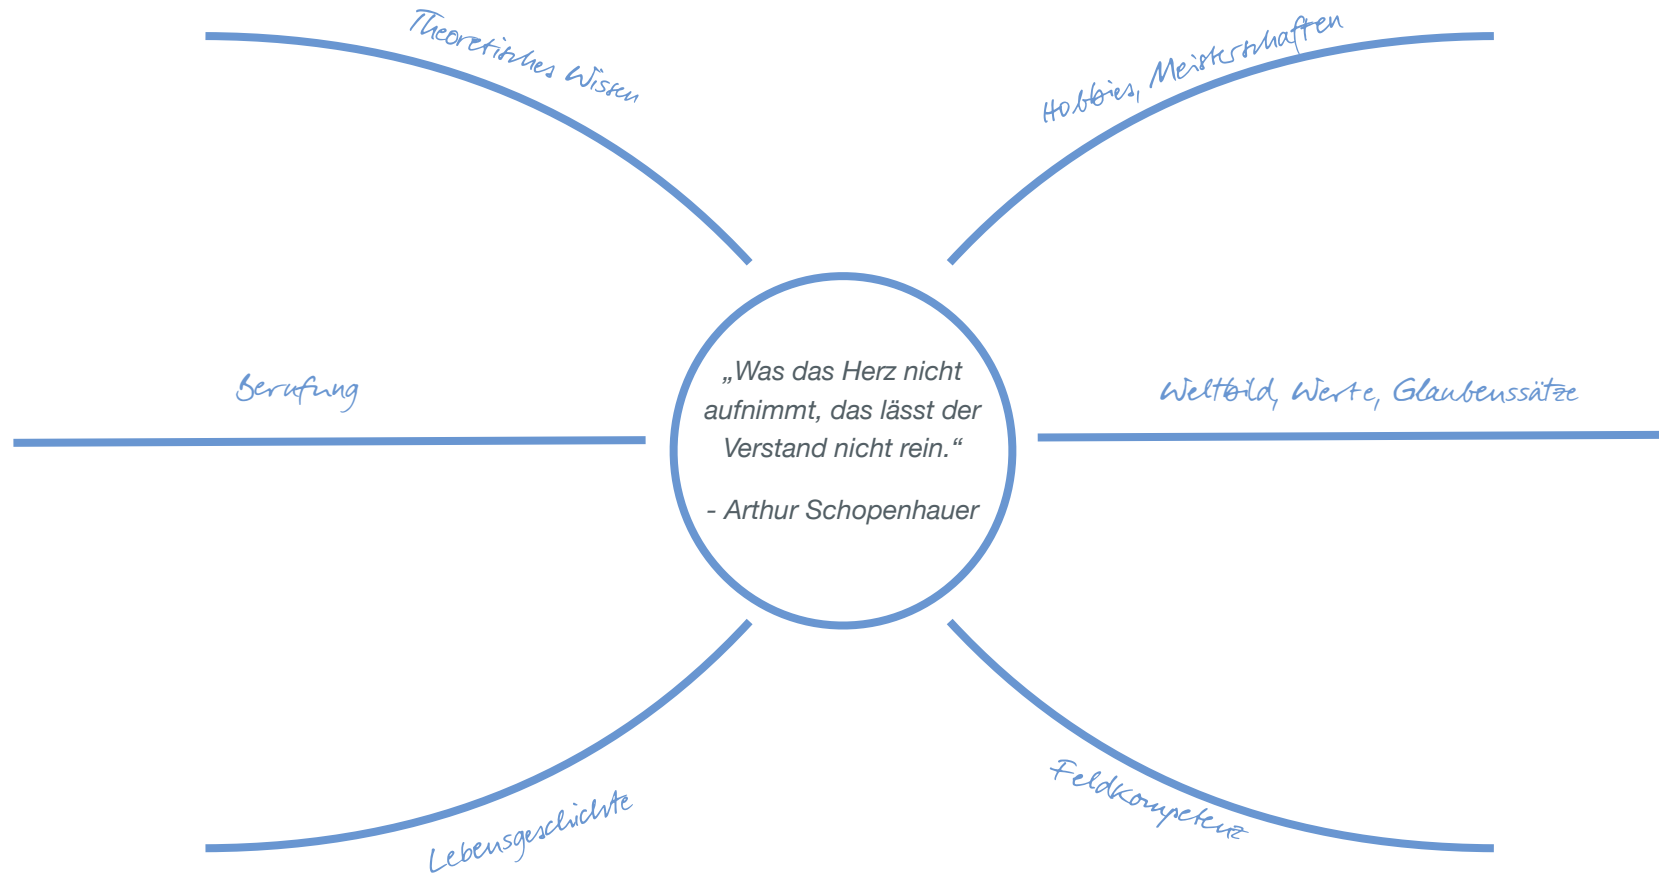 Theoretisches Wissen
Hobbies, Meisterschaften
Berufung
„Was das Herz nicht
aufnimmt, das lässt der
Verstand nicht rein.“
- Arthur Schopenhauer
Weltbild, Werte, Glaubenssätze
Lebensgeschichte
Feldkompetenz